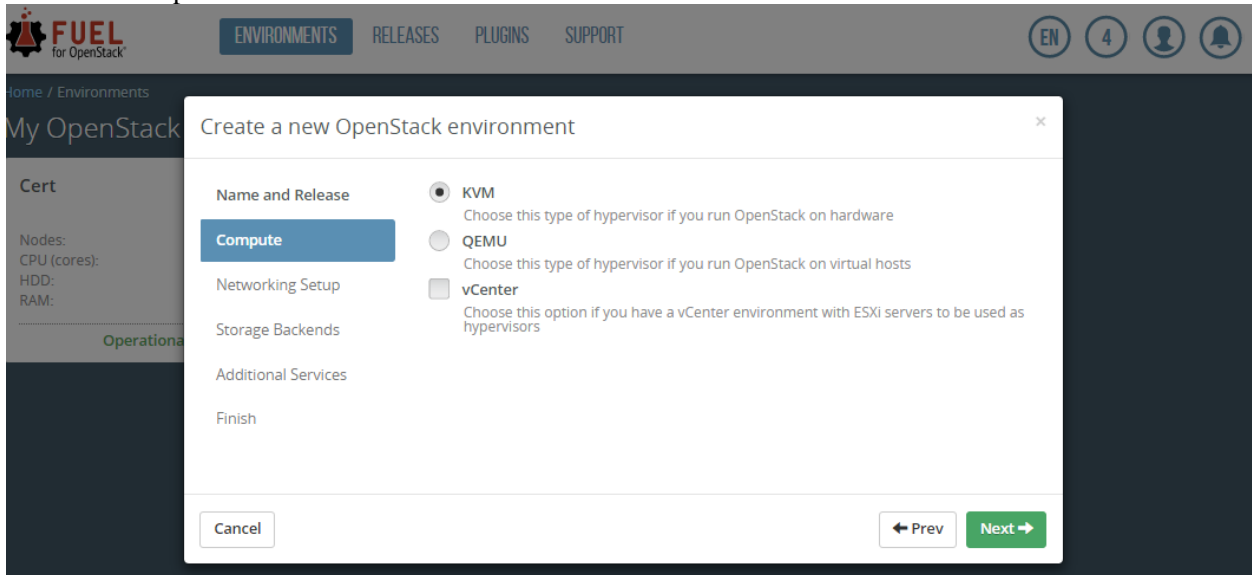 FUEL
for OpenStack
ENVIRONMENTS RELEASES PLUGINS SUPPORT
EN 4
Home / Environments
My OpenStack
Create a new OpenStack environment ×
Cert
Nodes:
CPU (cores):
HDD:
RAM:
Operationa
Name and Release
Compute
Networking Setup
Storage Backends
Additional Services
Finish
KVM
Choose this type of hypervisor if you run OpenStack on hardware
QEMU
Choose this type of hypervisor if you run OpenStack on virtual hosts
vCenter
Choose this option if you have a vCenter environment with ESXi servers to be used as
hypervisors
Cancel
Prev
Next